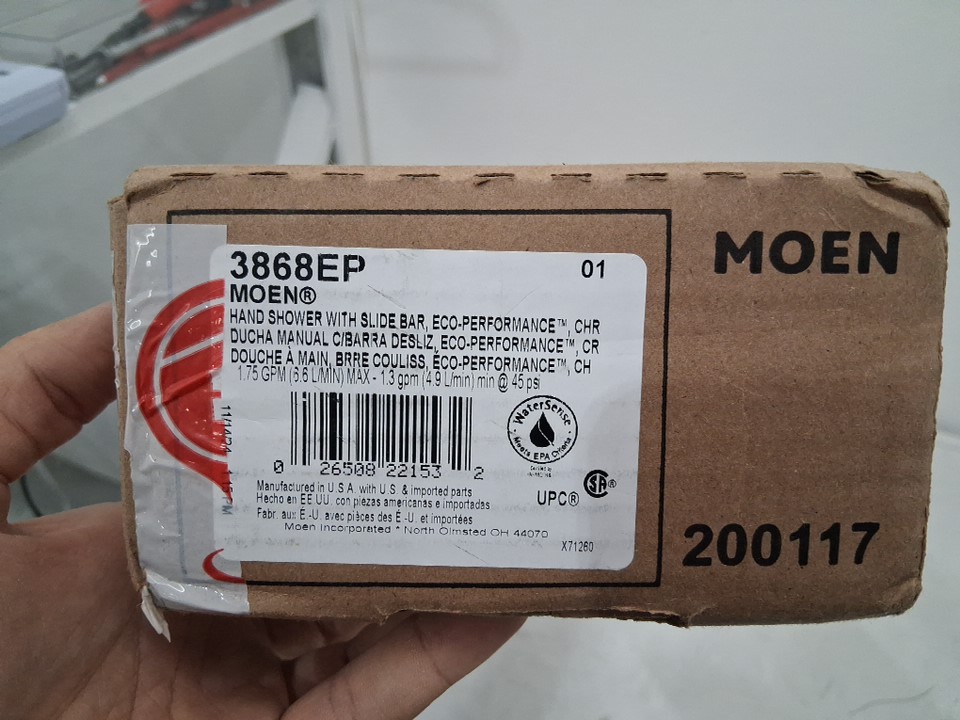 MOEN
3868EP 01
MOEN®
HAND SHOWER WITH SLIDE BAR, ECO-PERFORMANCE™, CHR
DUCHA MANUAL C/BARRA DESLIZ, ECO-PERFORMANCE™, CR
DOUCHE À MAIN, BRRE COULISS, ÉCO-PERFORMANCE™, CH
1.75 GPM (6.6 L/MIN) MAX - 1.3 gpm (4.9 L/min) min @ 45 psi
WaterSense
Meets EPA Criteria
0 26508 22153 2
UPC® SA®
Manufactured in U.S.A. with U.S. & imported parts
Hecho en EE.UU. con piezas americanas e importadas
Fabr. aux É.-U. avec pièces des É.-U. et importées
Moen Incorporated * North Olmsted OH 44070
X71260
200117